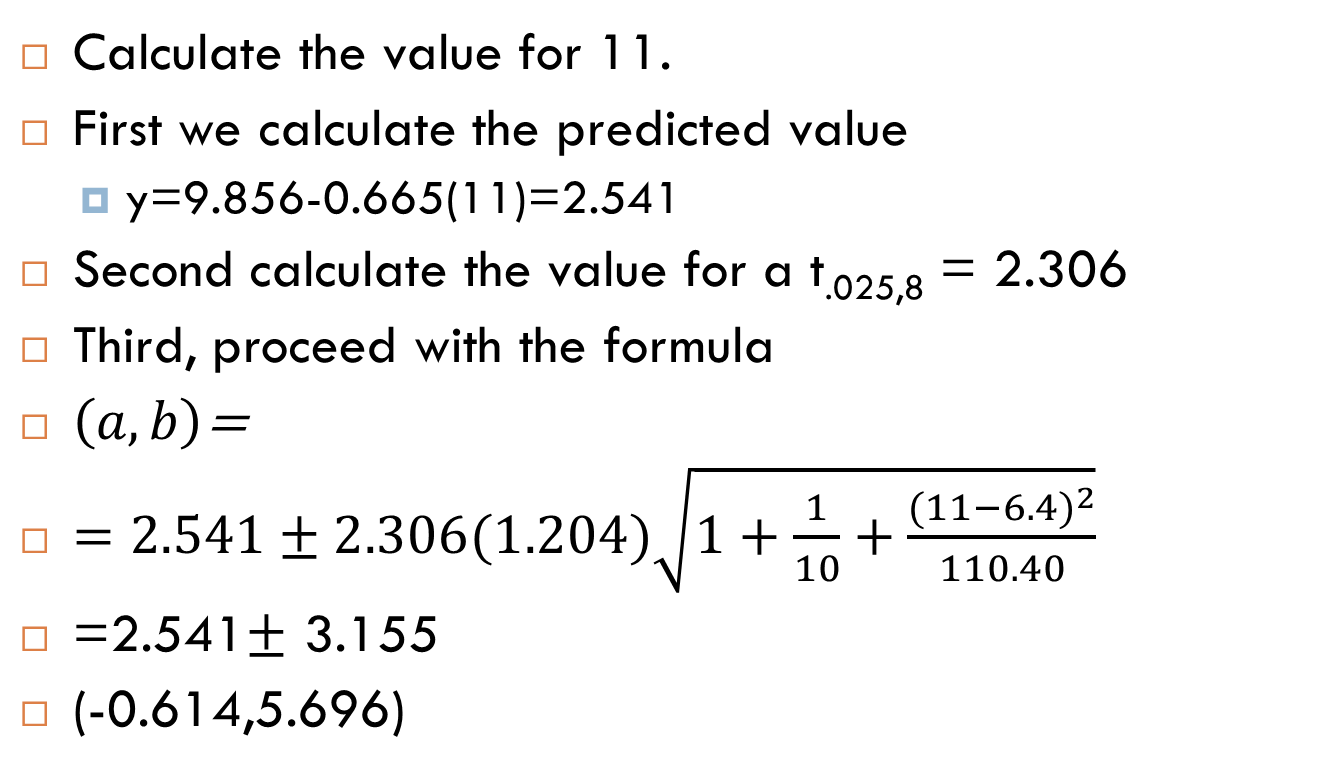 Calculate the value for 11.
First we calculate the predicted value
y=9.856-0.665(11)=2.541
Second calculate the value for a t.025,8 = 2.306
Third, proceed with the formula
(a, b)=
= 2.541 ± 2.306(1.204)√(1 + 1/10 + (11−6.4)²/110.40)
=2.541± 3.155
(-0.614,5.696)